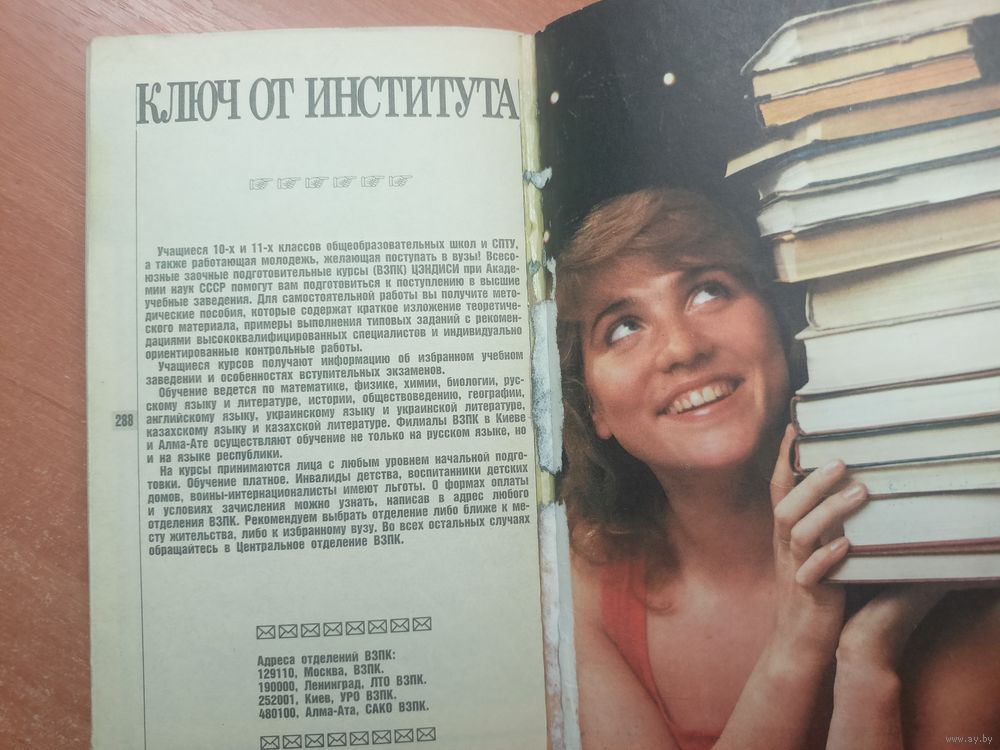 КЛЮЧ ОТ ИНСТИТУТА
Учащиеся 10-х и 11-х классов общеобразовательных школ и СПТУ,
а также работающая молодежь, желающая поступать в вузы! Всесо-
юзные заочные подготовительные курсы (ВЗПК) ЦЭНДИСИ при Акаде-
мии наук СССР помогут вам подготовиться к поступлению в высшие
учебные заведения. Для самостоятельной работы вы получите мето-
дические пособия, которые содержат краткое изложение теоретиче-
ского материала, примеры выполнения типовых заданий с рекомен-
дациями высококвалифицированных специалистов и индивидуально
ориентированные контрольные работы.
Учащиеся курсов получают информацию об избранном учебном
заведении и особенностях вступительных экзаменов.
Обучение ведется по математике, физике, химии, биологии, рус-
скому языку и литературе, истории, обществоведению, географии,
английскому языку, украинскому языку и украинской литературе,
казахскому языку и казахской литературе. Филиалы ВЗПК в Киеве
и Алма-Ате осуществляют обучение не только на русском языке, но
и на языке республики.
На курсы принимаются лица с любым уровнем начальной подго-
товки. Обучение платное. Инвалиды детства, воспитанники детских
домов, воины-интернационалисты имеют льготы. О формах оплаты
и условиях зачисления можно узнать, написав в адрес любого
отделения ВЗПК. Рекомендуем выбрать отделение либо ближе к ме-
сту жительства, либо к избранному вузу. Во всех остальных случаях
обращайтесь в Центральное отделение ВЗПК.
288
Адреса отделений ВЗПК:
129110, Москва, ВЗПК.
190000, Ленинград, ЛТО ВЗПК.
252001, Киев, УРО ВЗПК.
480100, Алма-Ата, САКО ВЗПК.
www.ay.by